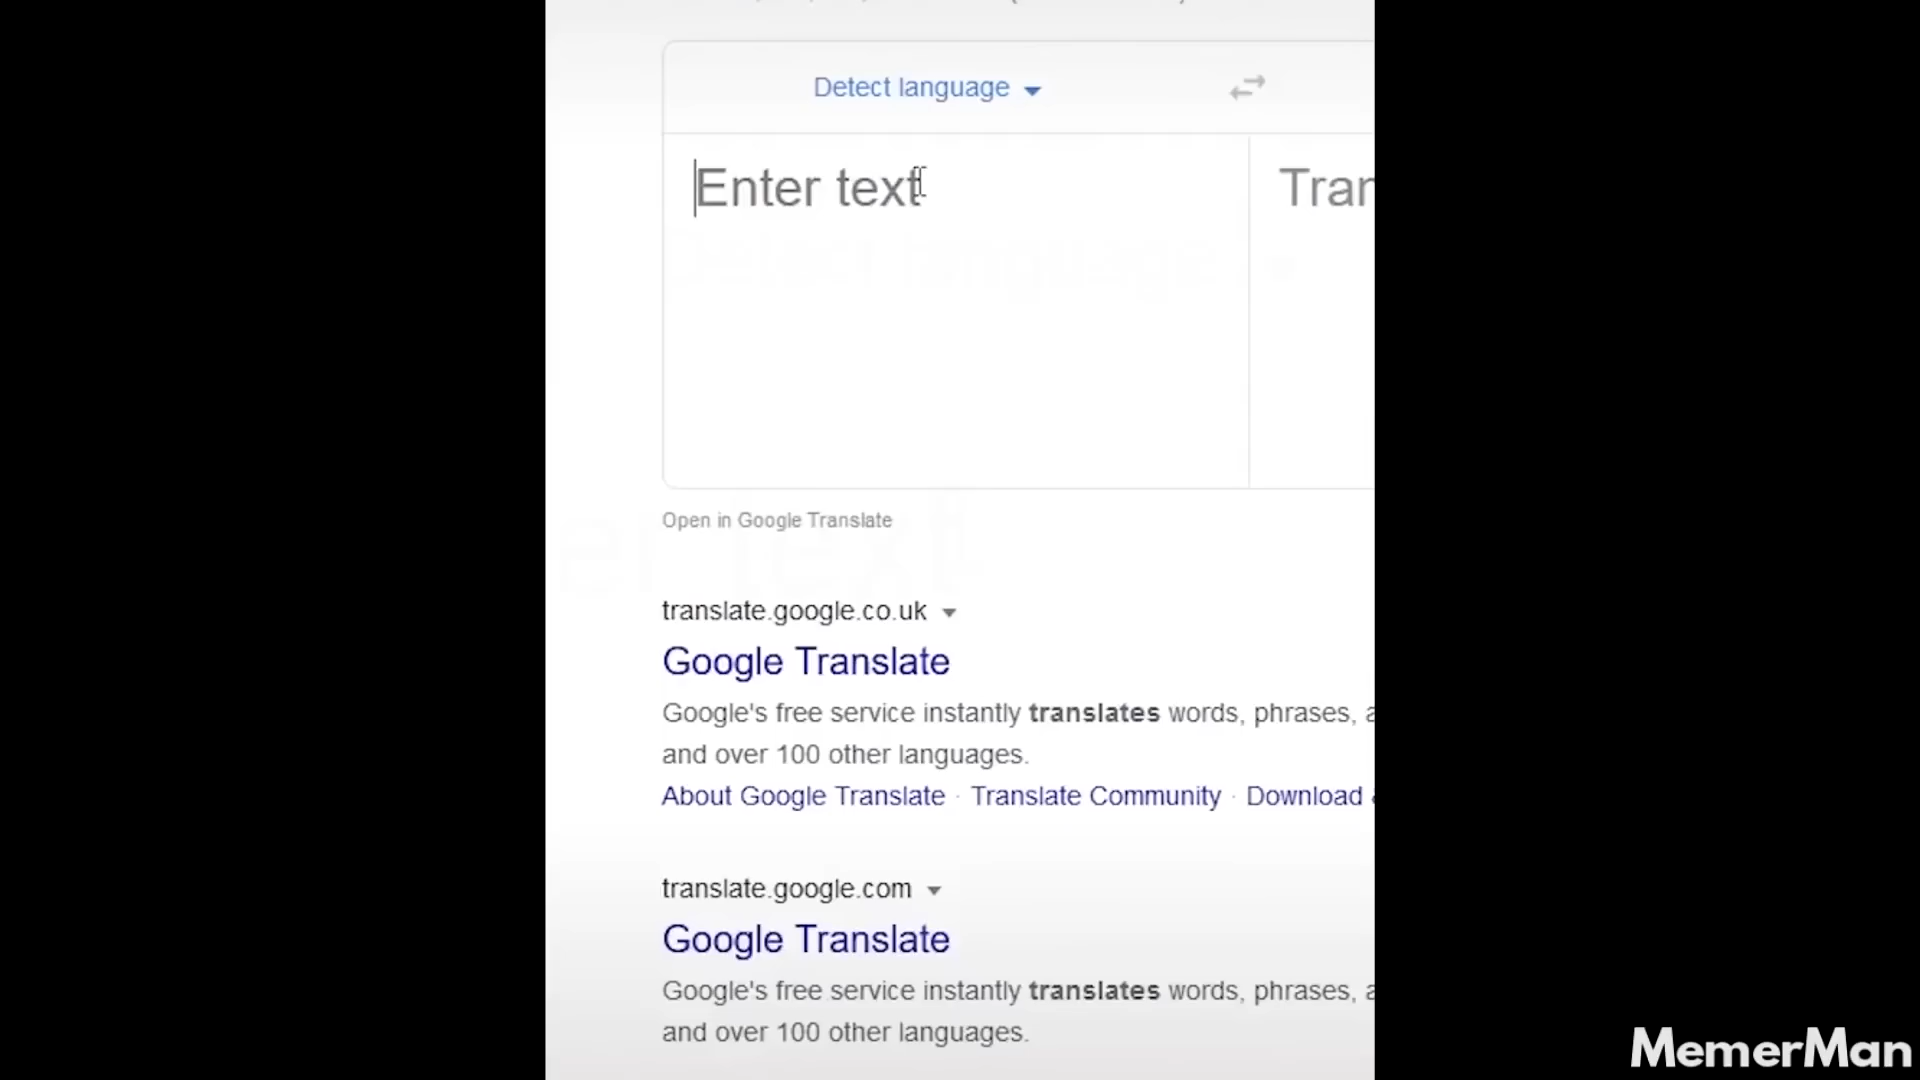 Detect language
Enter text
Tran
Open in Google Translate
translate.google.co.uk
Google Translate
Google's free service instantly translates words, phrases,
and over 100 other languages.
About Google Translate · Translate Community · Download
translate.google.com
Google Translate
Google's free service instantly translates words, phrases,
and over 100 other languages.
MemerMan